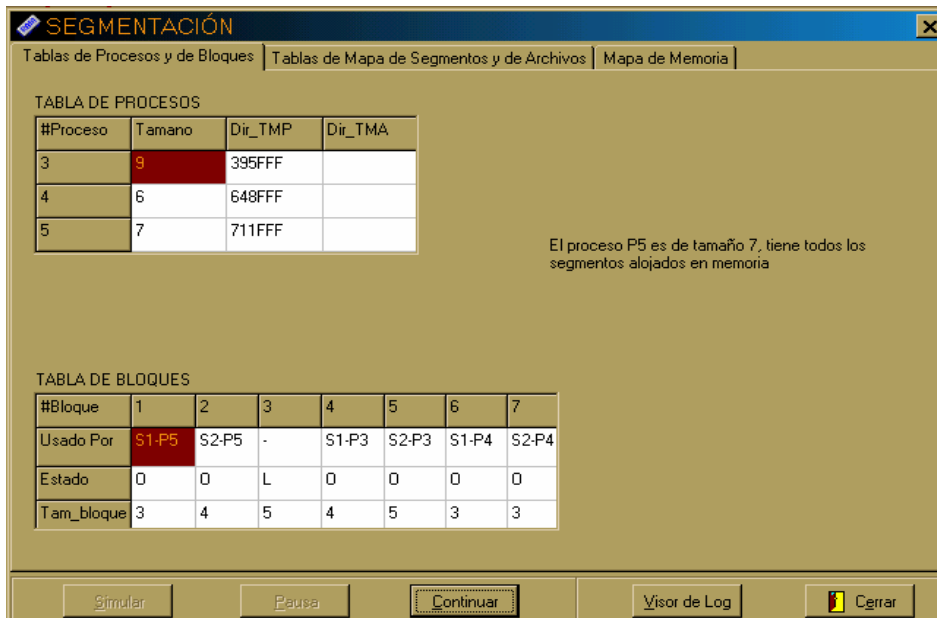 SEGMENTACIÓN
Tablas de Procesos y de Bloques Tablas de Mapa de Segmentos y de Archivos Mapa de Memoria
TABLA DE PROCESOS
#Proceso Tamano Dir_TMP Dir_TMA
3 9 395FFF
4 6 648FFF
5 7 711FFF
El proceso P5 es de tamaño 7, tiene todos los
segmentos alojados en memoria
TABLA DE BLOQUES
#Bloque 1 2 3 4 5 6 7
Usado Por S1-P5 S2-P5 - S1-P3 S2-P3 S1-P4 S2-P4
Estado O O L O O O O
Tam_bloque 3 4 5 4 5 3 3
Simular Pausa Continuar Visor de Log Cerrar